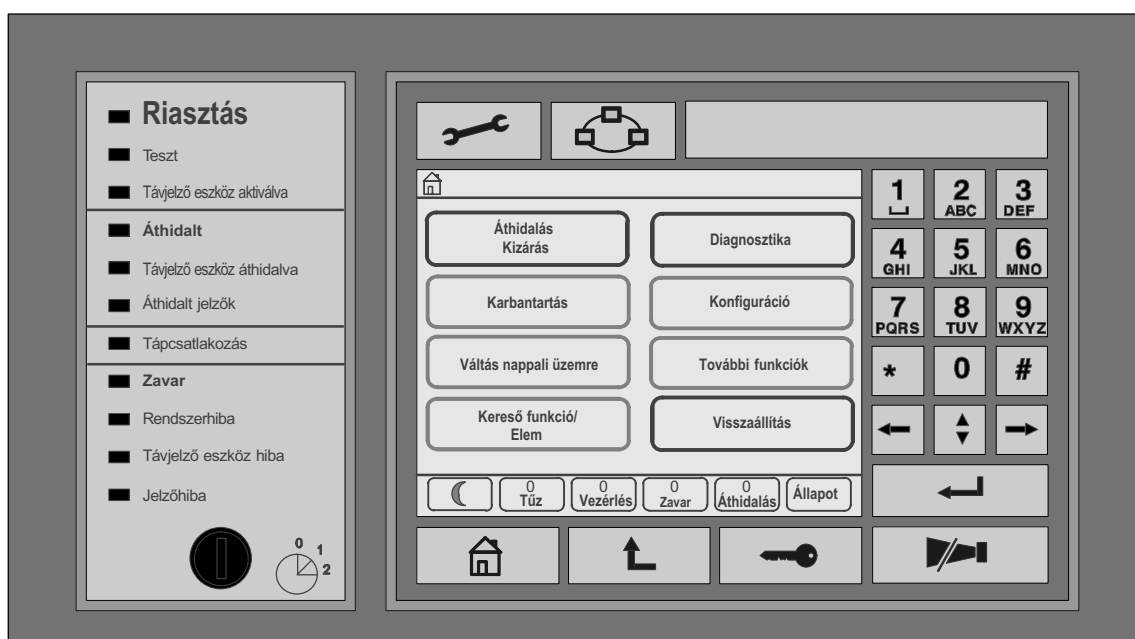 Riasztás
Teszt
Távjelző eszköz aktiválva
Áthidalt
Távjelző eszköz áthidalva
Áthidalt jelzők
Tápcsatlakozás
Zavar
Rendszerhiba
Távjelző eszköz hiba
Jelzőhiba
0 1
2
Áthidalás
Kizárás
Diagnosztika
Karbantartás
Konfiguráció
Váltás nappali üzemre
További funkciók
Kereső funkció/
Elem
Visszaállítás
0
Tűz
0
Vezérlés
0
Zavar
0
Áthidalás
Állapot
1 2 3
ABC DEF
4 5 6
GHI JKL MNO
7 8 9
PQRS TUV WXYZ
* 0 #